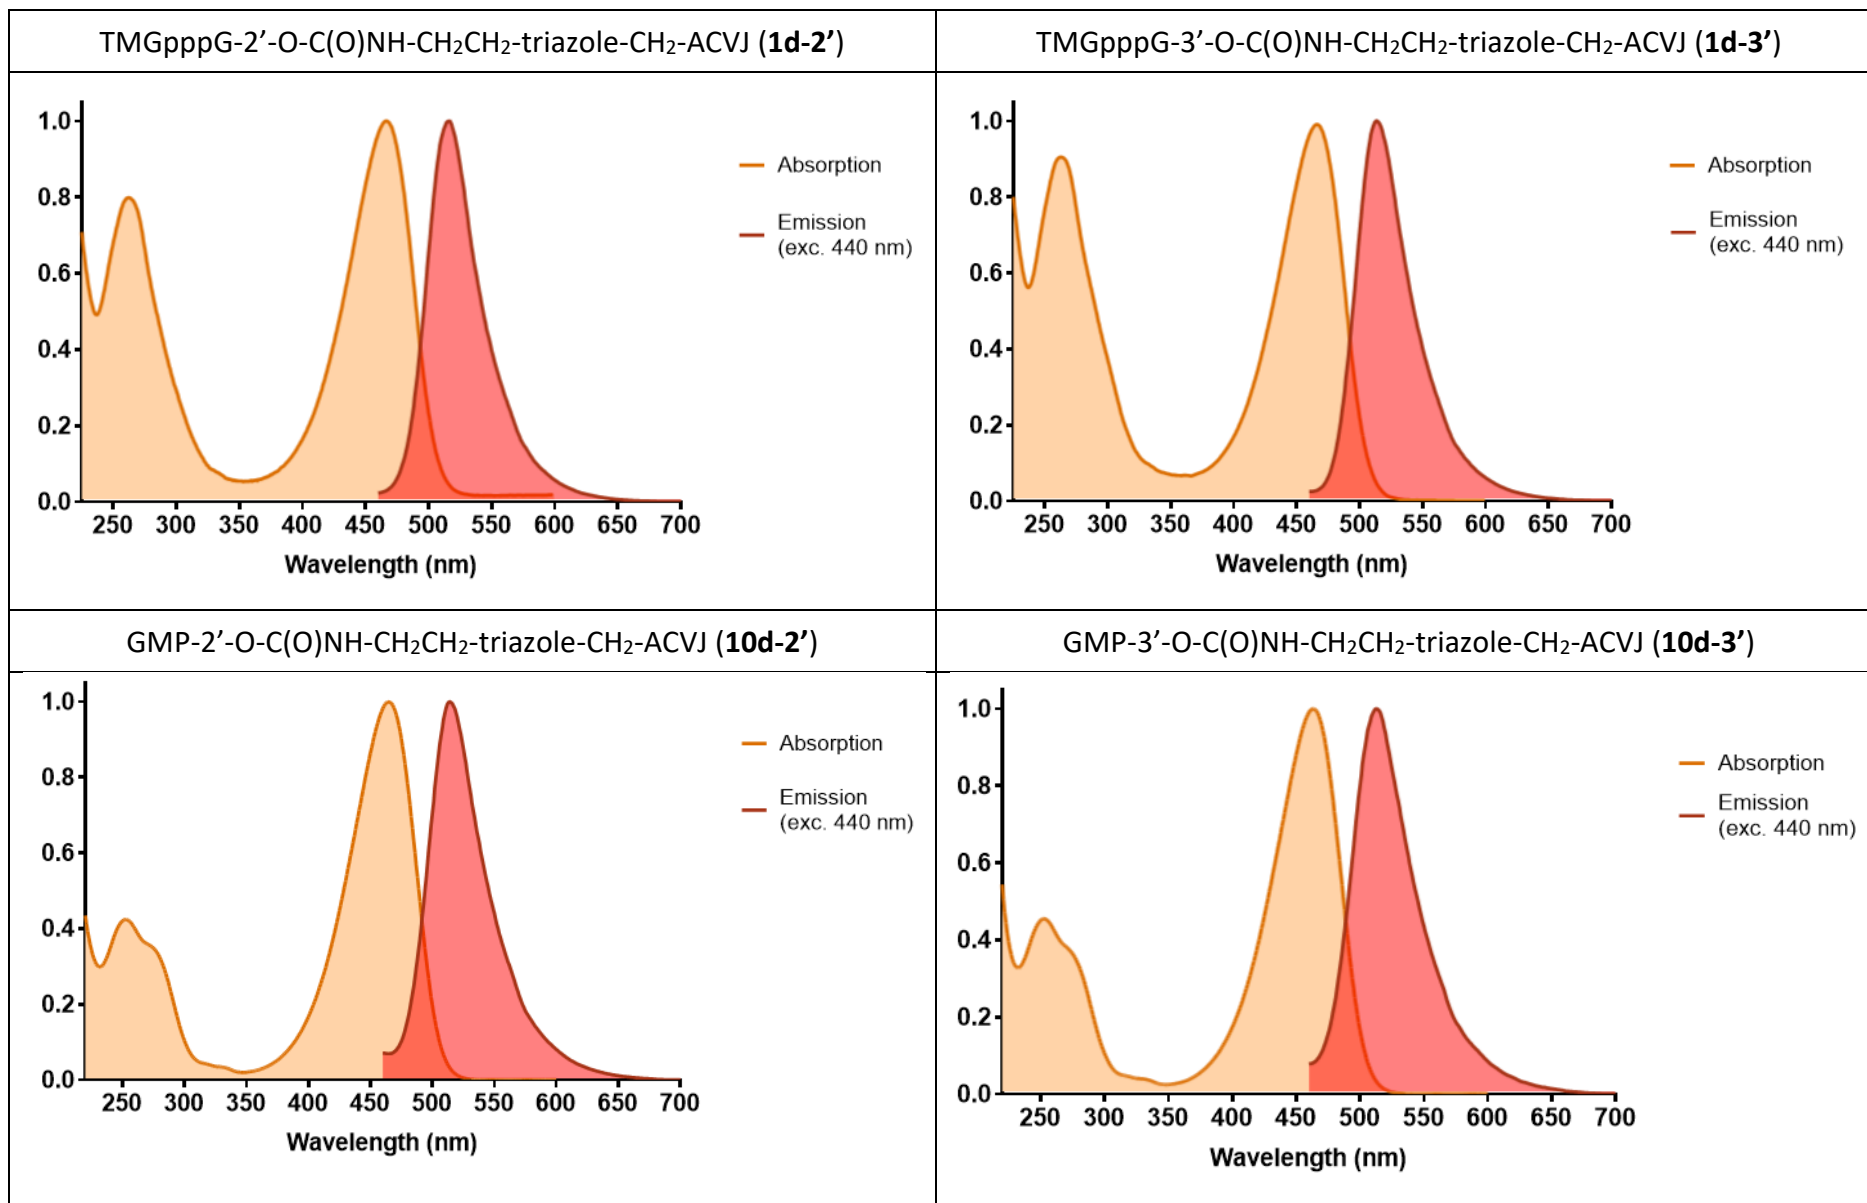 TMGpppG-2’-O-C(O)NH-CH₂CH₂-triazole-CH₂-ACVJ (1d-2’)
TMGpppG-3’-O-C(O)NH-CH₂CH₂-triazole-CH₂-ACVJ (1d-3’)
1.0
0.8
0.6
0.4
0.2
0.0
250 300 350 400 450 500 550 600 650 700
Wavelength (nm)
Absorption
Emission
(exc. 440 nm)
1.0
0.8
0.6
0.4
0.2
0.0
250 300 350 400 450 500 550 600 650 700
Wavelength (nm)
Absorption
Emission
(exc. 440 nm)
GMP-2’-O-C(O)NH-CH₂CH₂-triazole-CH₂-ACVJ (10d-2’)
GMP-3’-O-C(O)NH-CH₂CH₂-triazole-CH₂-ACVJ (10d-3’)
1.0
0.8
0.6
0.4
0.2
0.0
250 300 350 400 450 500 550 600 650 700
Wavelength (nm)
Absorption
Emission
(exc. 440 nm)
1.0
0.8
0.6
0.4
0.2
0.0
250 300 350 400 450 500 550 600 650 700
Wavelength (nm)
Absorption
Emission
(exc. 440 nm)